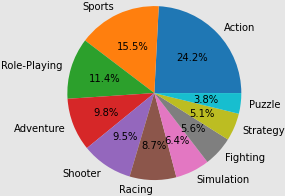 Sports
Action
15.5%
24.2%
Role-Playing
11.4%
3.8%
Puzzle
Adventure
9.8%
5.1%
Strategy
9.5%
8.7%
6.4%
5.6%
Fighting
Shooter
Simulation
Racing